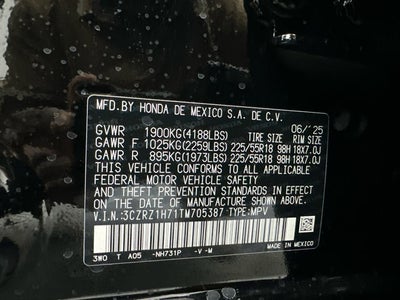 MFD.BY HONDA DE MEXICO S.A. DE C.V.
06/'25
GVWR 1900KG(4188LBS) TIRE SIZE RIM SIZE
GAWR F 1025KG(2259LBS) 225/55R18 98H 18X7.0J
GAWR R 895KG(1973LBS) 225/55R18 98H 18X7.0J
THIS VEHICLE CONFORMS TO ALL APPLICABLE
FEDERAL MOTOR VEHICLE SAFETY
AND THEFT PREVENTION STANDARDS IN EFFECT ON
THE DATE OF MANUFACTURE SHOWN ABOVE.
V.I.N.:3CZRZ1H71TM705387 TYPE:MPV
3WO T A05 -NH731P -V -M
MADE IN MEXICO